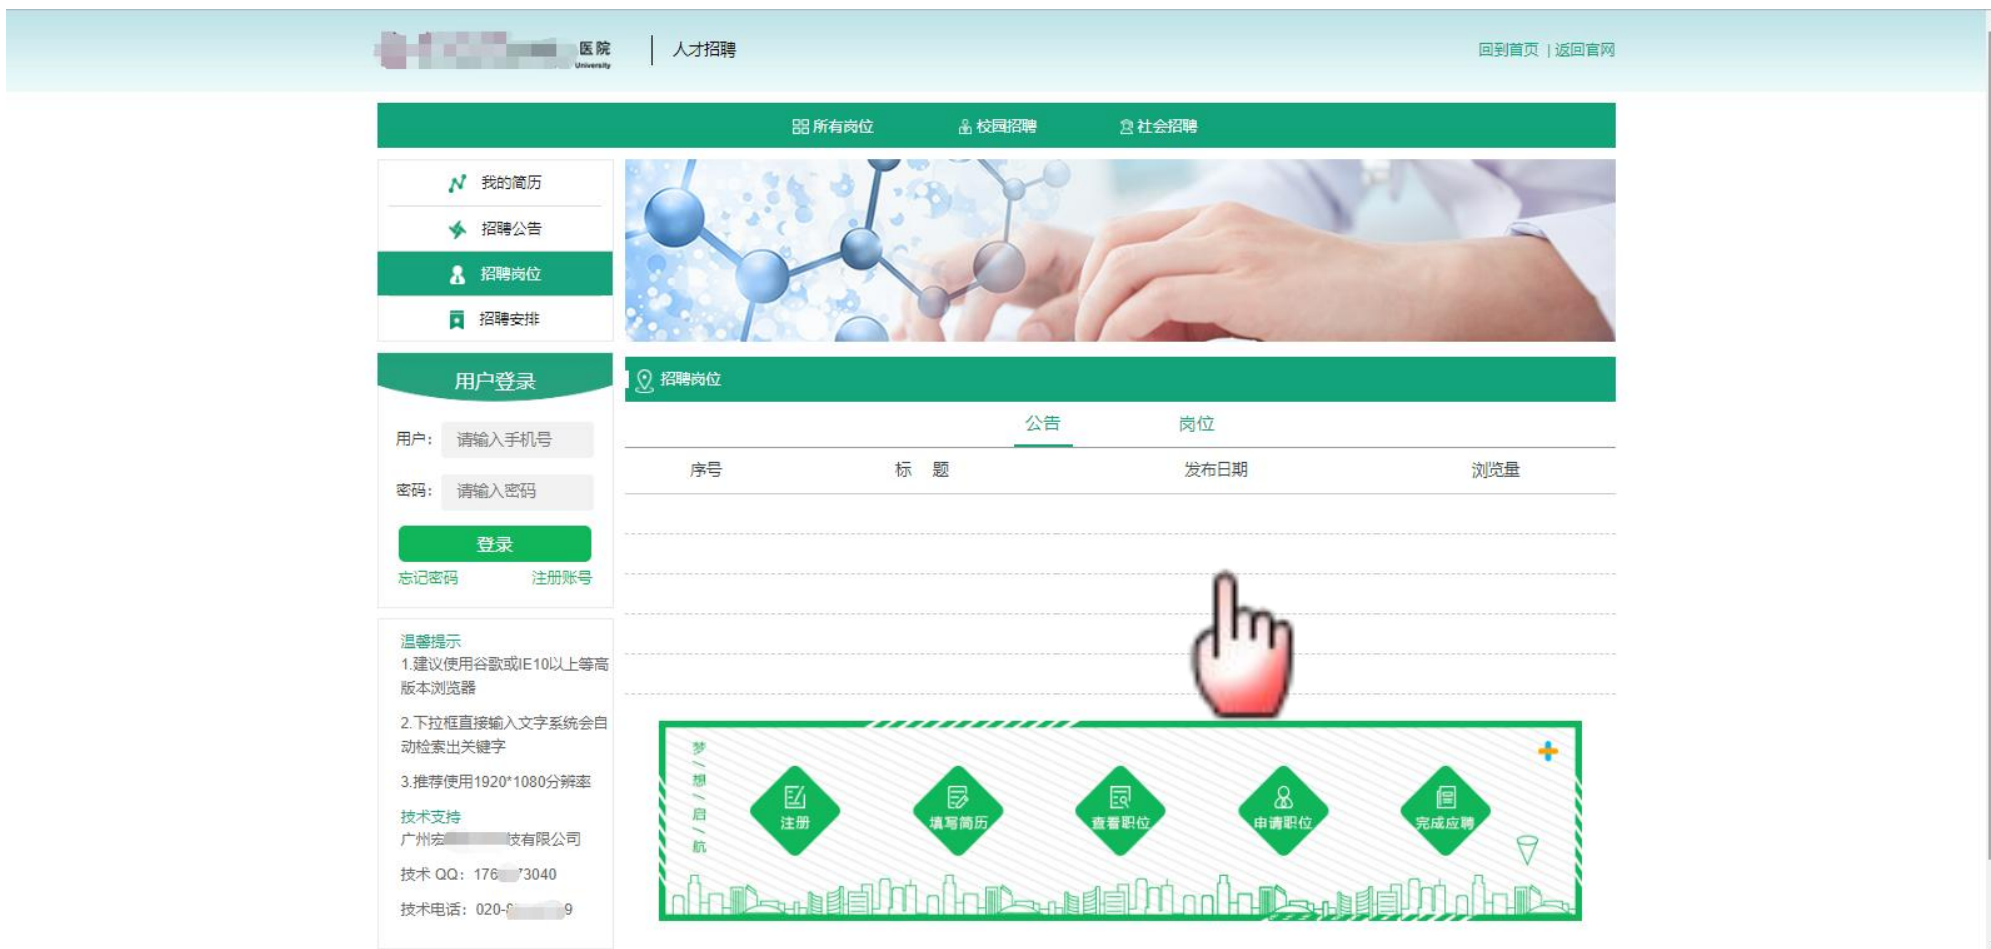 医院
University
人才招聘
回到首页 | 返回官网
所有岗位 校园招聘 社会招聘
我的简历
招聘公告
招聘岗位
招聘安排
用户登录
用户： 请输入手机号
密码： 请输入密码
登录
忘记密码 注册账号
温馨提示
1.建议使用谷歌或IE10以上等高
版本浏览器
2.下拉框直接输入文字系统会自
动检索出关键字
3.推荐使用1920*1080分辨率
技术支持
广州宏 技有限公司
技术 QQ：176 73040
技术电话：020- 9
招聘岗位
公告 岗位
序号 标 题 发布日期 浏览量
梦/想/启/航
注册 填写简历 查看职位 申请职位 完成应聘